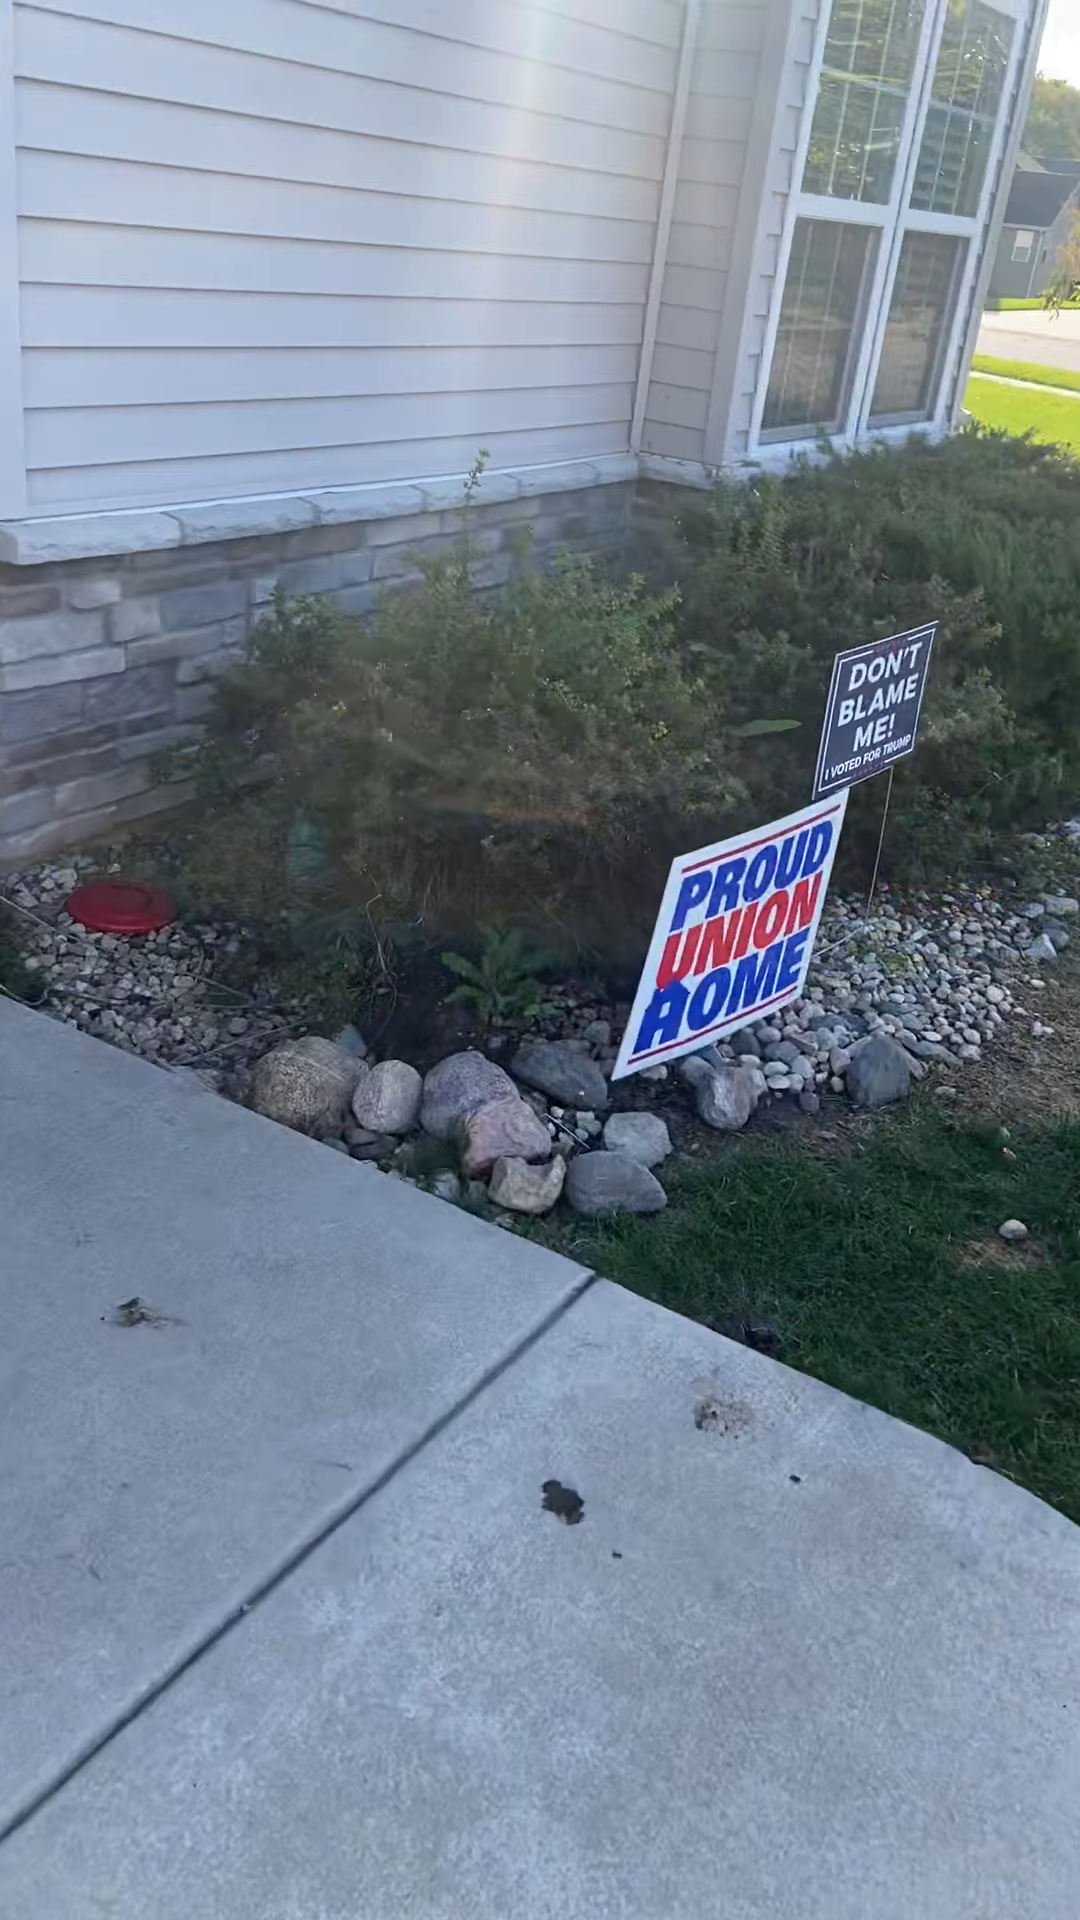 DON'T
BLAME
ME!
I VOTED FOR TRUMP
PROUD
UNION
HOME